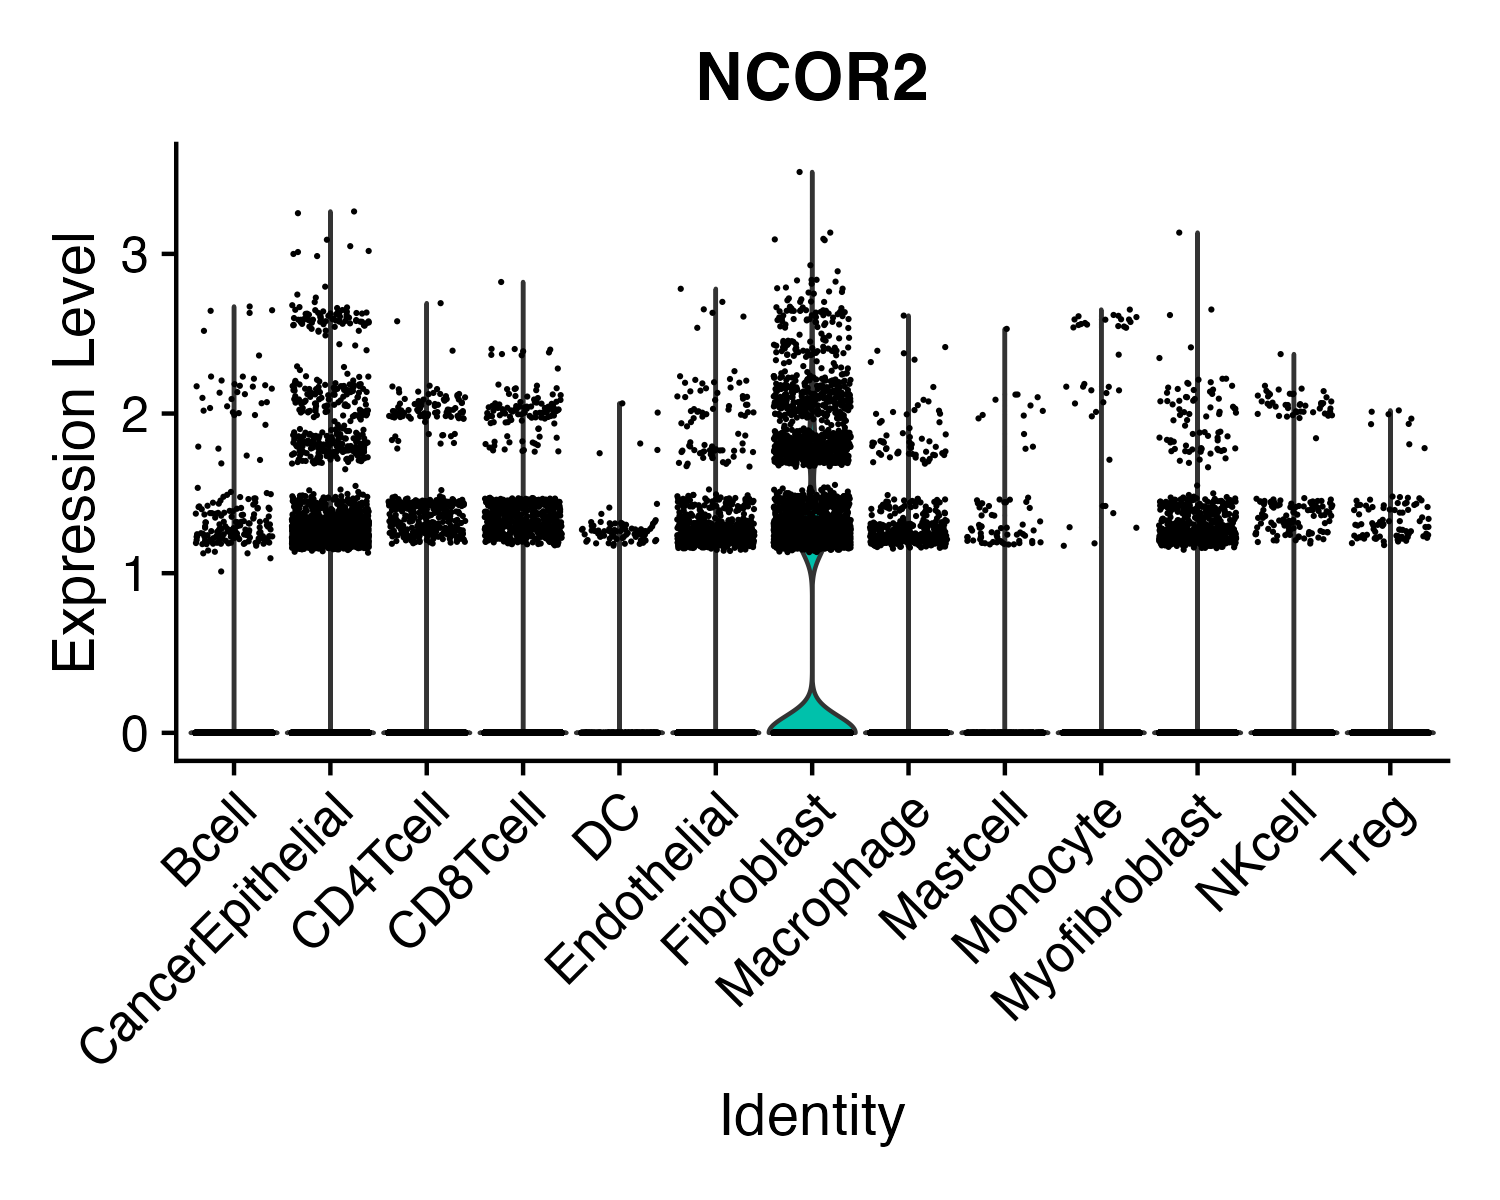 NCOR2
Expression Level
3
2
1
0
Bcell
CancerEpithelial
CD4Tcell
CD8Tcell
DC
Endothelial
Fibroblast
Macrophage
Mastcell
Monocyte
Myofibroblast
NKcell
Treg
Identity